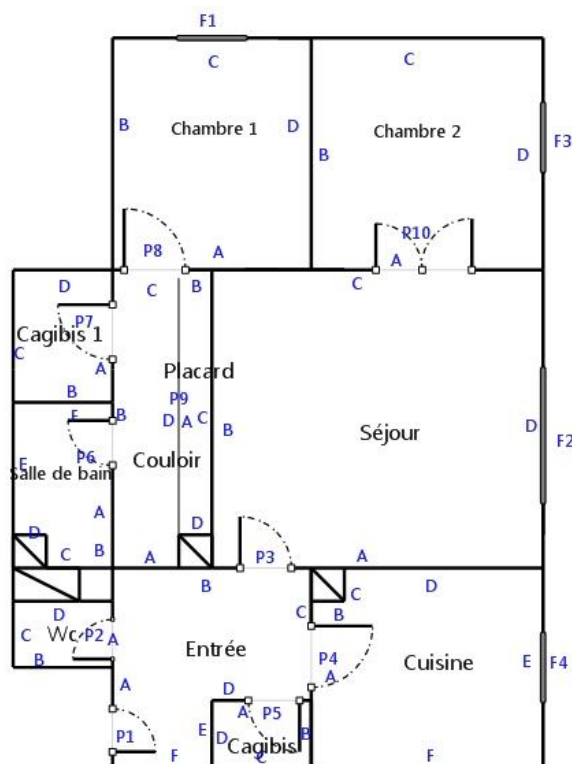 F1
C C
B Chambre 1 D Chambre 2
F3
B D
P10
P8 A A
D C B C
P7
Cagibis 1
C
A Placard
B P9
E B D A C B Séjour D
F2
E P6 Couloir
Salle de bain
A
D D
C B A P3 A
B D
C
D C B
C Wc P2 A Entrée P4 Cuisine E F4
B
A A
D
A P5
E B
P1 D Cagibis
F C F